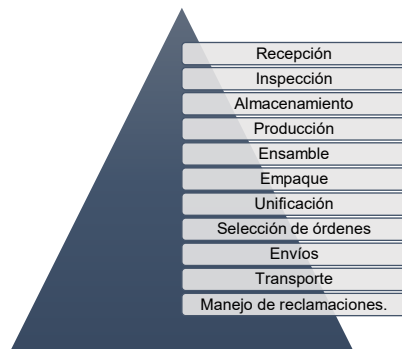 Recepción
Inspección
Almacenamiento
Producción
Ensamble
Empaque
Unificación
Selección de órdenes
Envíos
Transporte
Manejo de reclamaciones.